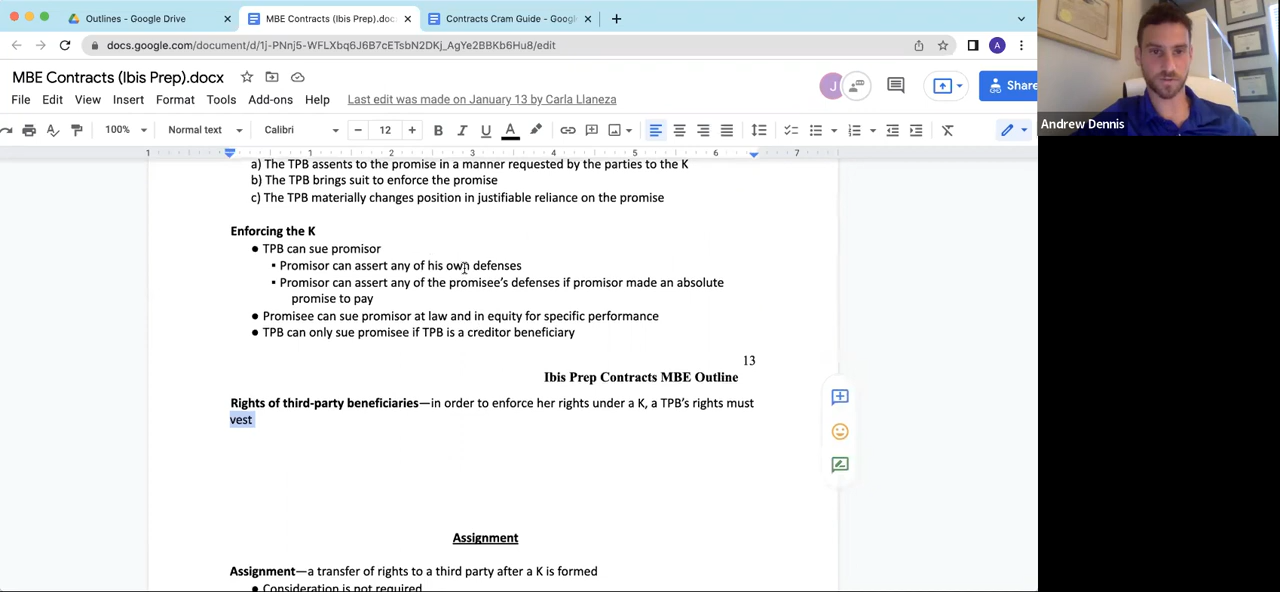 Outlines - Google Drive
MBE Contracts (Ibis Prep).doc
Contracts Cram Guide - Goog
docs.google.com/document/d/1j-PNnj5-WFLXbq6J6B7cETsbN2DKj_AgYe2BBKb6Hu8/edit
A
MBE Contracts (Ibis Prep).docx
J
Share
File Edit View Insert Format Tools Add-ons Help Last edit was made on January 13 by Carla Llaneza
Andrew Dennis
100% Normal text Calibri 12 B I U A
1 1 2 3 4 5 6 7
a) The TPB assents to the promise in a manner requested by the parties to the K
b) The TPB brings suit to enforce the promise
c) The TPB materially changes position in justifiable reliance on the promise
Enforcing the K
● TPB can sue promisor
▪ Promisor can assert any of his own defenses
▪ Promisor can assert any of the promisee's defenses if promisor made an absolute
promise to pay
● Promisee can sue promisor at law and in equity for specific performance
● TPB can only sue promisee if TPB is a creditor beneficiary
13
Ibis Prep Contracts MBE Outline
Rights of third-party beneficiaries—in order to enforce her rights under a K, a TPB's rights must
vest
Assignment
Assignment—a transfer of rights to a third party after a K is formed
● Consideration is not required